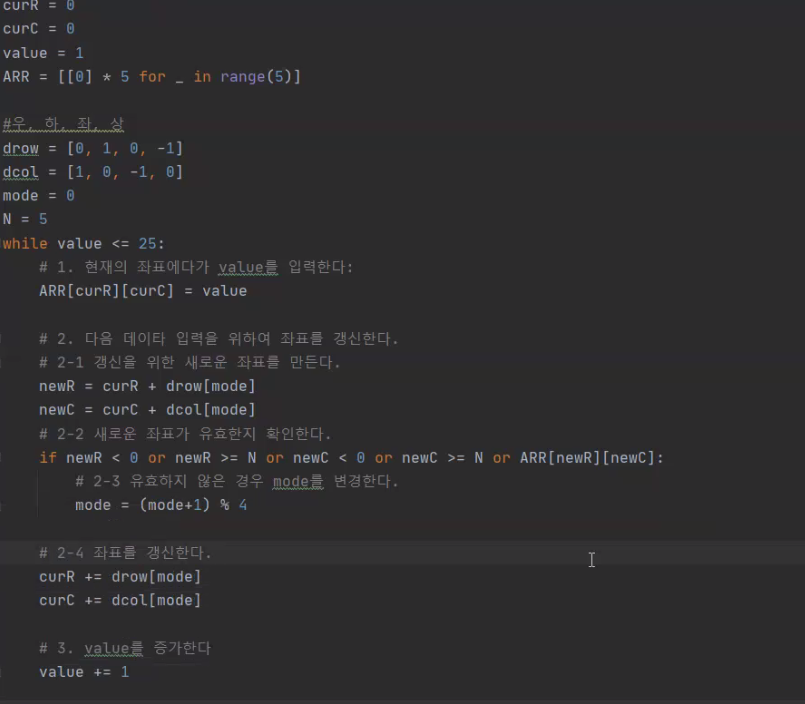 curR = 0
curC = 0
value = 1
ARR = [[0] * 5 for _ in range(5)]
#우, 하, 좌, 상
drow = [0, 1, 0, -1]
dcol = [1, 0, -1, 0]
mode = 0
N = 5
while value <= 25:
# 1. 현재의 좌표에다가 value를 입력한다:
ARR[curR][curC] = value
# 2. 다음 데이타 입력을 위하여 좌표를 갱신한다.
# 2-1 갱신을 위한 새로운 좌표를 만든다.
newR = curR + drow[mode]
newC = curC + dcol[mode]
# 2-2 새로운 좌표가 유효한지 확인한다.
if newR < 0 or newR >= N or newC < 0 or newC >= N or ARR[newR][newC]:
# 2-3 유효하지 않은 경우 mode를 변경한다.
mode = (mode+1) % 4
# 2-4 좌표를 갱신한다.
curR += drow[mode]
curC += dcol[mode]
# 3. value를 증가한다
value += 1